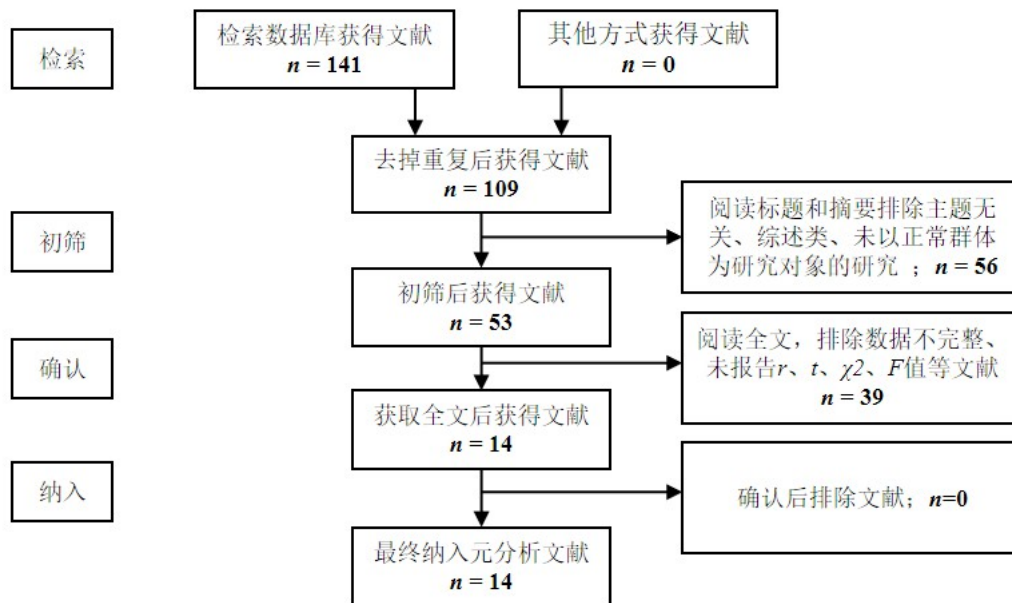 检索
检索数据库获得文献
n = 141
其他方式获得文献
n = 0
去掉重复后获得文献
n = 109
初筛
阅读标题和摘要排除主题无
关、综述类、未以正常群体
为研究对象的研究 ；n = 56
初筛后获得文献
n = 53
确认
阅读全文，排除数据不完整、
未报告r、t、χ2、F值等文献
n = 39
获取全文后获得文献
n = 14
纳入
确认后排除文献；n=0
最终纳入元分析文献
n = 14